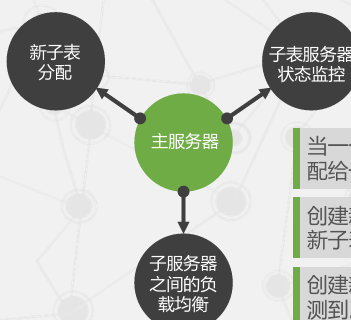 新子表
分配
子表服务器
状态监控
主服务器
子服务器
之间的负
载均衡
当一
配给
创建
新子
创建
测到